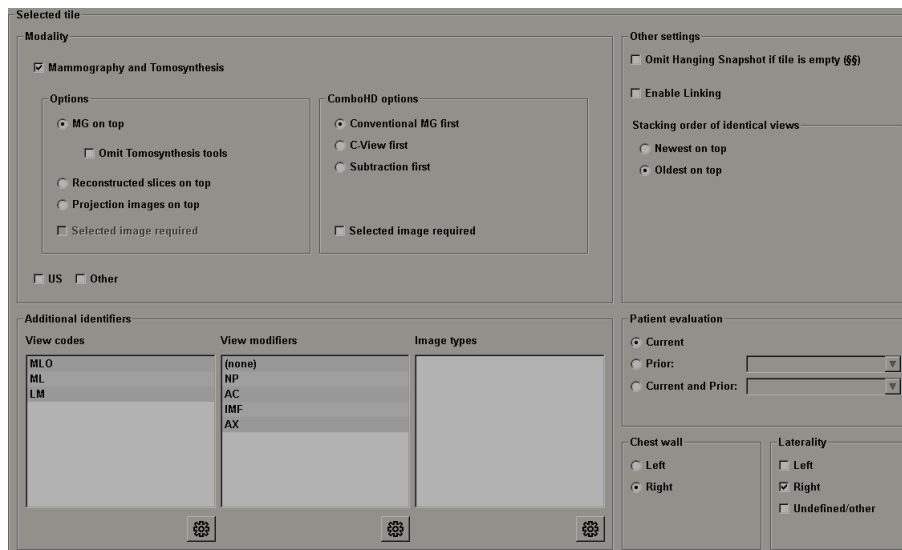 Selected tile
Modality
Mammography and Tomosynthesis
Options
MG on top
Omit Tomosynthesis tools
Reconstructed slices on top
Projection images on top
Selected image required
ComboHD options
Conventional MG first
C-View first
Subtraction first
Selected image required
US Other
Other settings
Omit Hanging Snapshot if tile is empty (§§)
Enable Linking
Stacking order of identical views
Newest on top
Oldest on top
Additional identifiers
View codes
MLO
ML
LM
View modifiers
(none)
NP
AC
IMF
AX
Image types
Patient evaluation
Current
Prior:
Current and Prior:
Chest wall
Left
Right
Laterality
Left
Right
Undefined/other